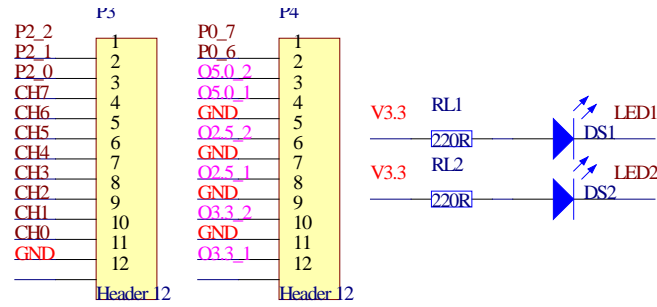 P3
P2_2 1
P2_1 2
P2_0 3
CH7 4
CH6 5
CH5 6
CH4 7
CH3 8
CH2 9
CH1 10
CH0 11
GND 12
Header 12
P4
P0_7 1
P0_6 2
O5.0_2 3
O5.0_1 4
GND 5
O2.5_2 6
GND 7
O2.5_1 8
GND 9
O3.3_2 10
GND 11
O3.3_1 12
Header 12
V3.3 RL1 LED1
220R DS1
V3.3 RL2 LED2
220R DS2